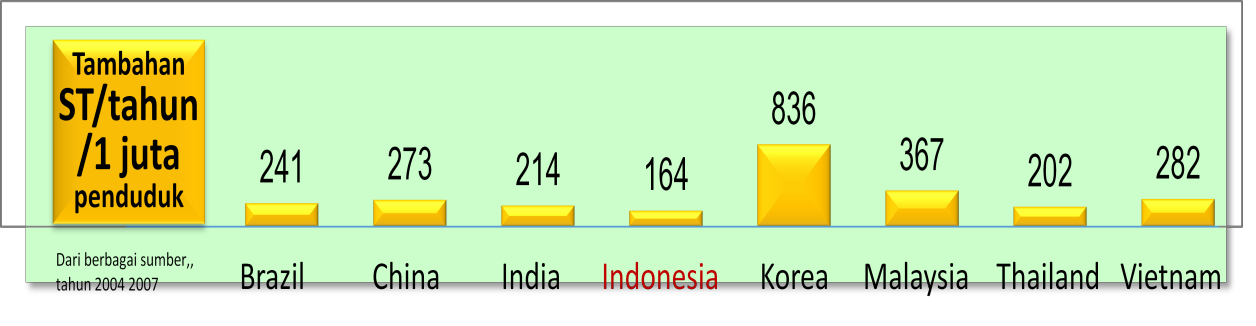 Tambahan
ST/tahun
/1 juta
penduduk
241 273 214 164 836 367 202 282
Dari berbagai sumber,,
tahun 2004 2007
Brazil China India Indonesia Korea Malaysia Thailand Vietnam